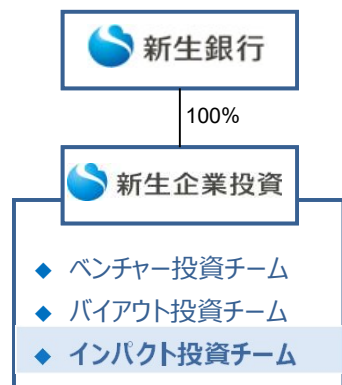 新生銀行
100%
新生企業投資
◆ ベンチャー投資チーム
◆ バイアウト投資チーム
◆ インパクト投資チーム